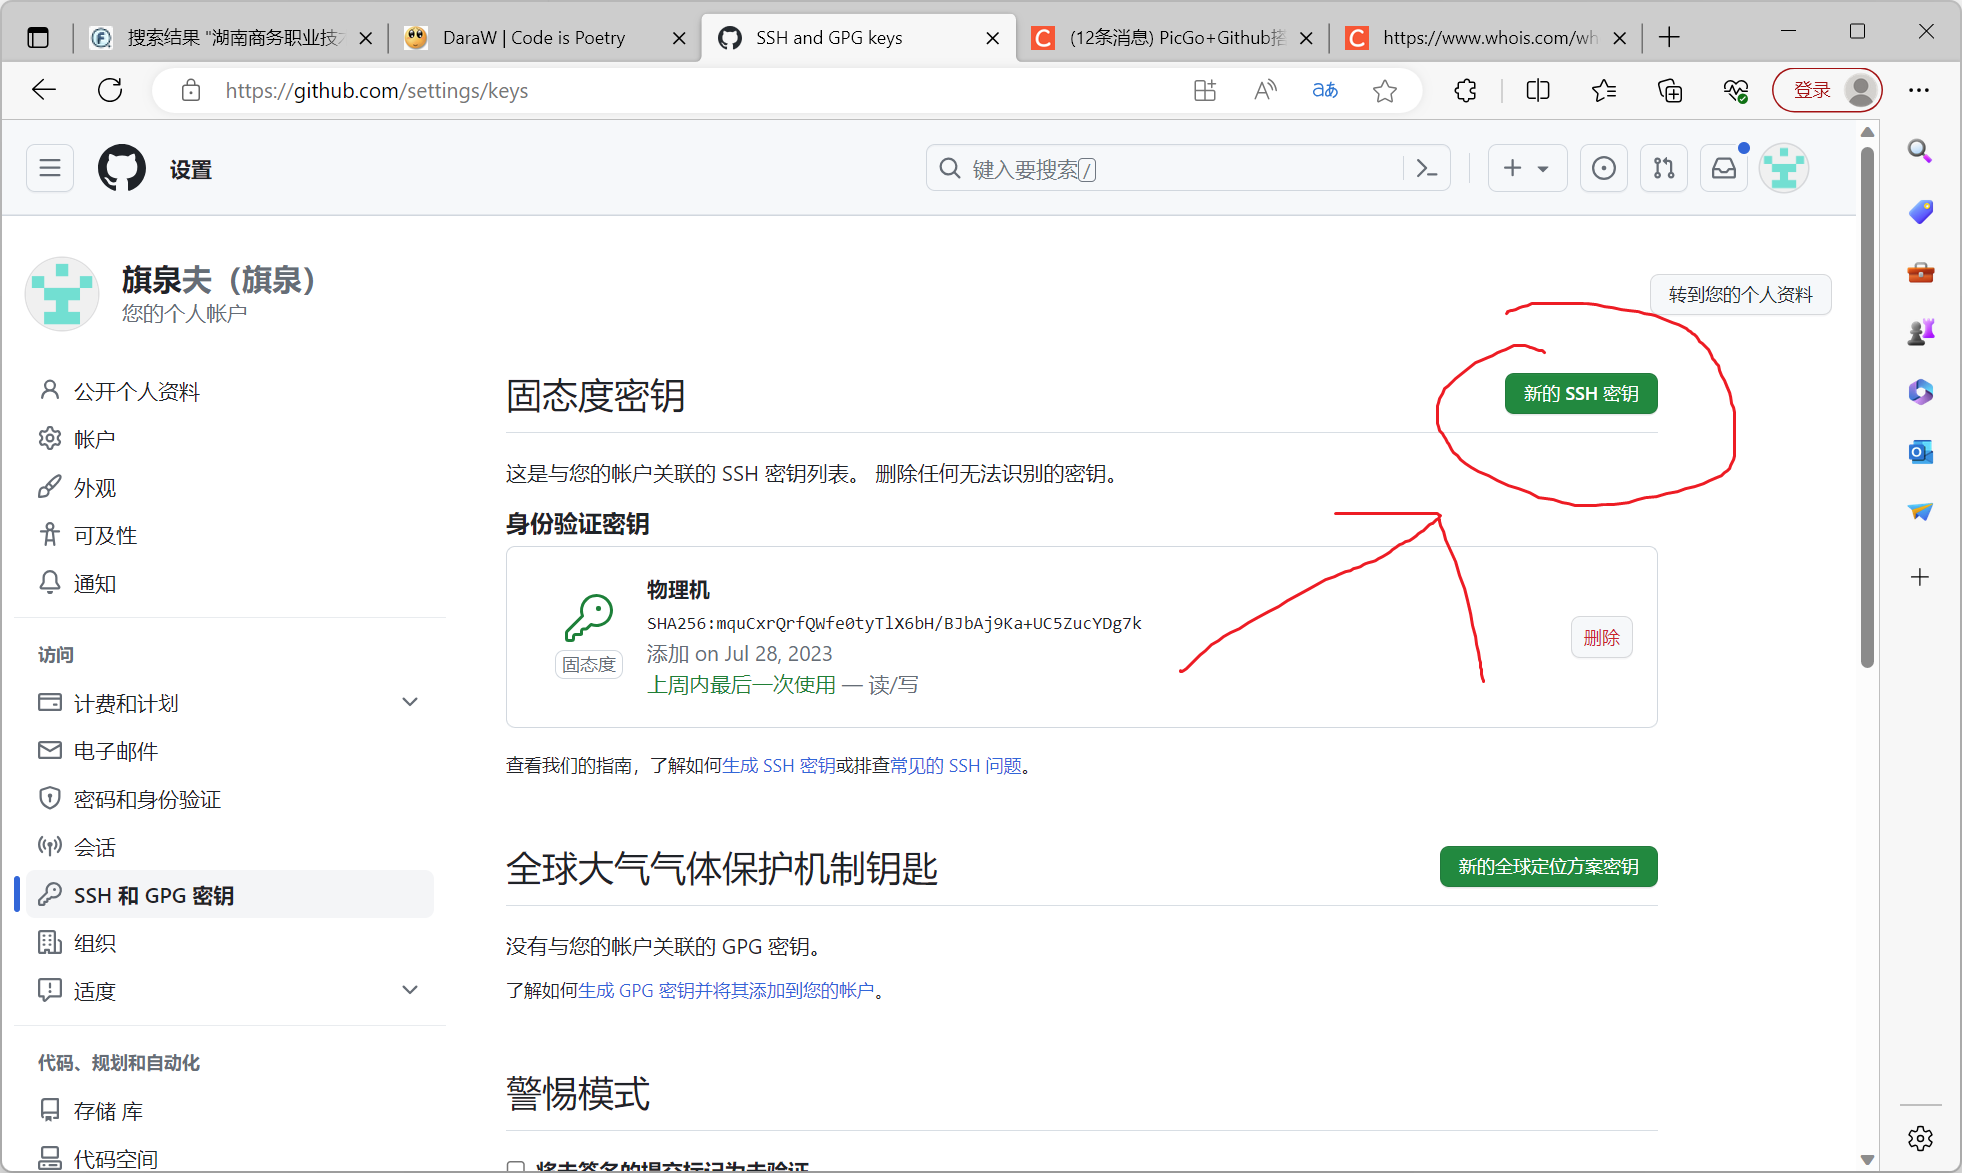 搜索结果 "湖南商务职业技
DaraW | Code is Poetry
SSH and GPG keys
(12条消息) PicGo+Github搭
https://www.whois.com/wh
https://github.com/settings/keys
登录
设置
键入要搜索/
旗泉夫（旗泉）
您的个人帐户
转到您的个人资料
公开个人资料
帐户
外观
可及性
通知
访问
计费和计划
电子邮件
密码和身份验证
会话
SSH 和 GPG 密钥
组织
适度
代码、规划和自动化
存储 库
代码空间
固态度密钥
新的 SSH 密钥
这是与您的帐户关联的 SSH 密钥列表。 删除任何无法识别的密钥。
身份验证密钥
物理机
SHA256:mquCxrQrfQWfe0tyTlX6bH/BJbAj9Ka+UC5ZucYDg7k
固态度
添加 on Jul 28, 2023
上周内最后一次使用 — 读/写
删除
查看我们的指南，了解如何生成 SSH 密钥或排查常见的 SSH 问题。
全球大气气体保护机制钥匙
新的全球定位方案密钥
没有与您的帐户关联的 GPG 密钥。
了解如何生成 GPG 密钥并将其添加到您的帐户。
警惕模式
将未签名的提交标记为未验证